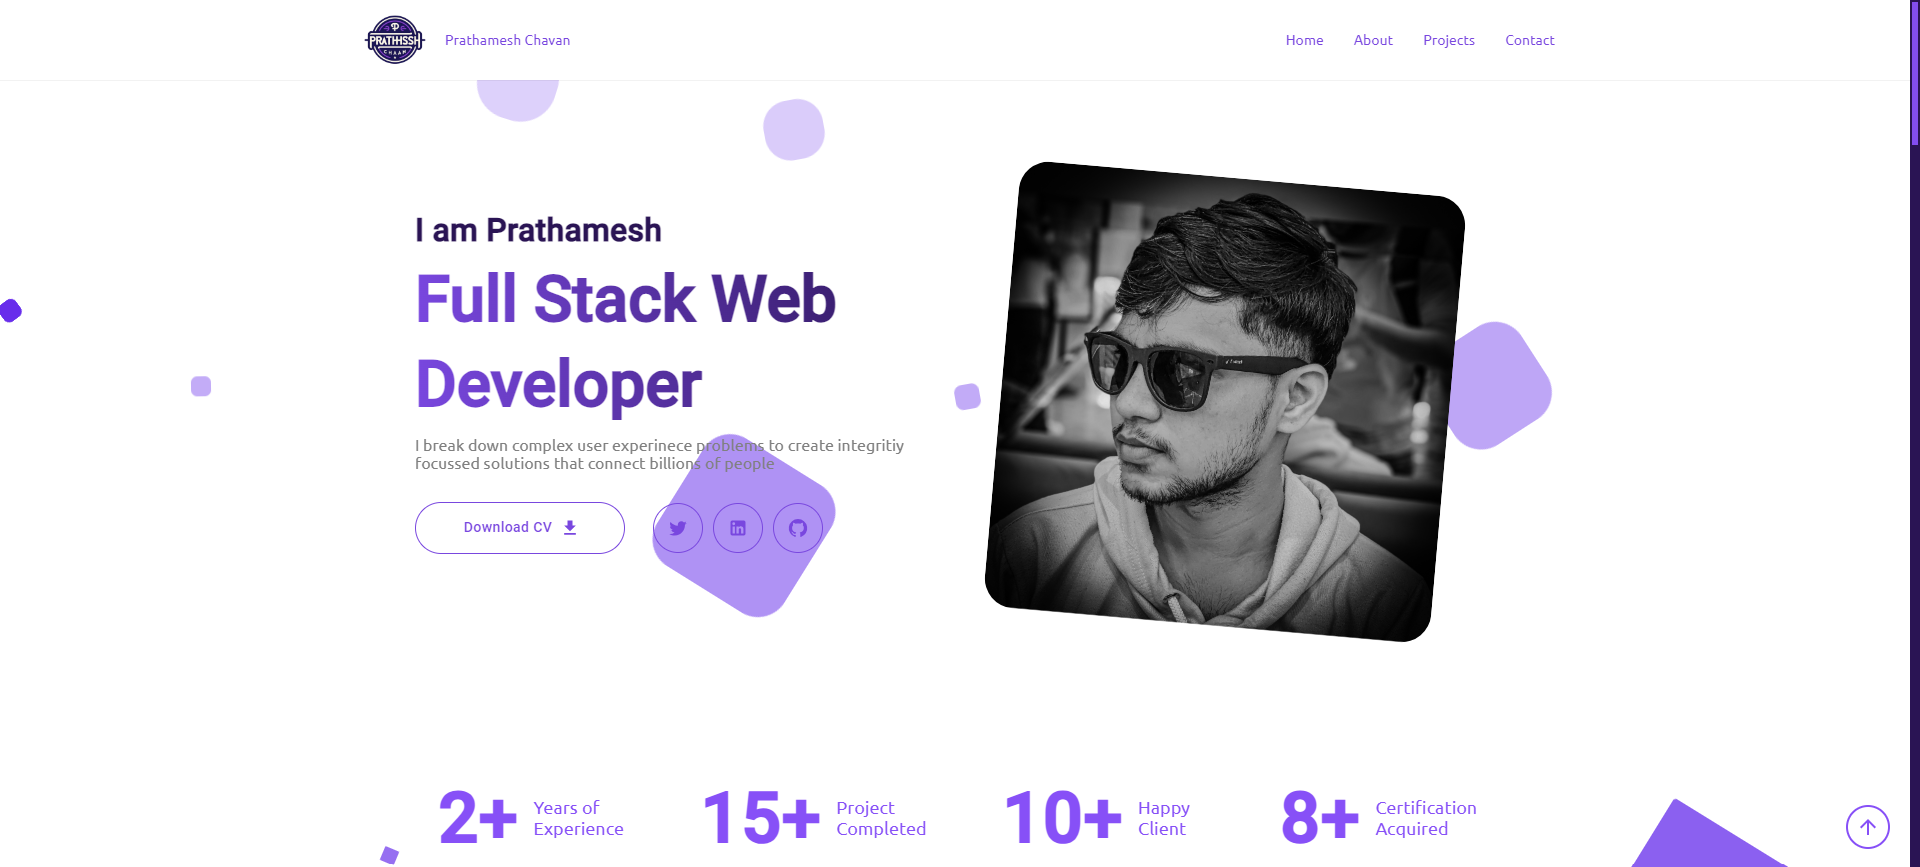 Prathamesh Chavan
Home About Projects Contact
I am Prathamesh
Full Stack Web
Developer
I break down complex user experinece problems to create integritiy
focussed solutions that connect billions of people
Download CV
2+ Years of
Experience
15+ Project
Completed
10+ Happy
Client
8+ Certification
Acquired